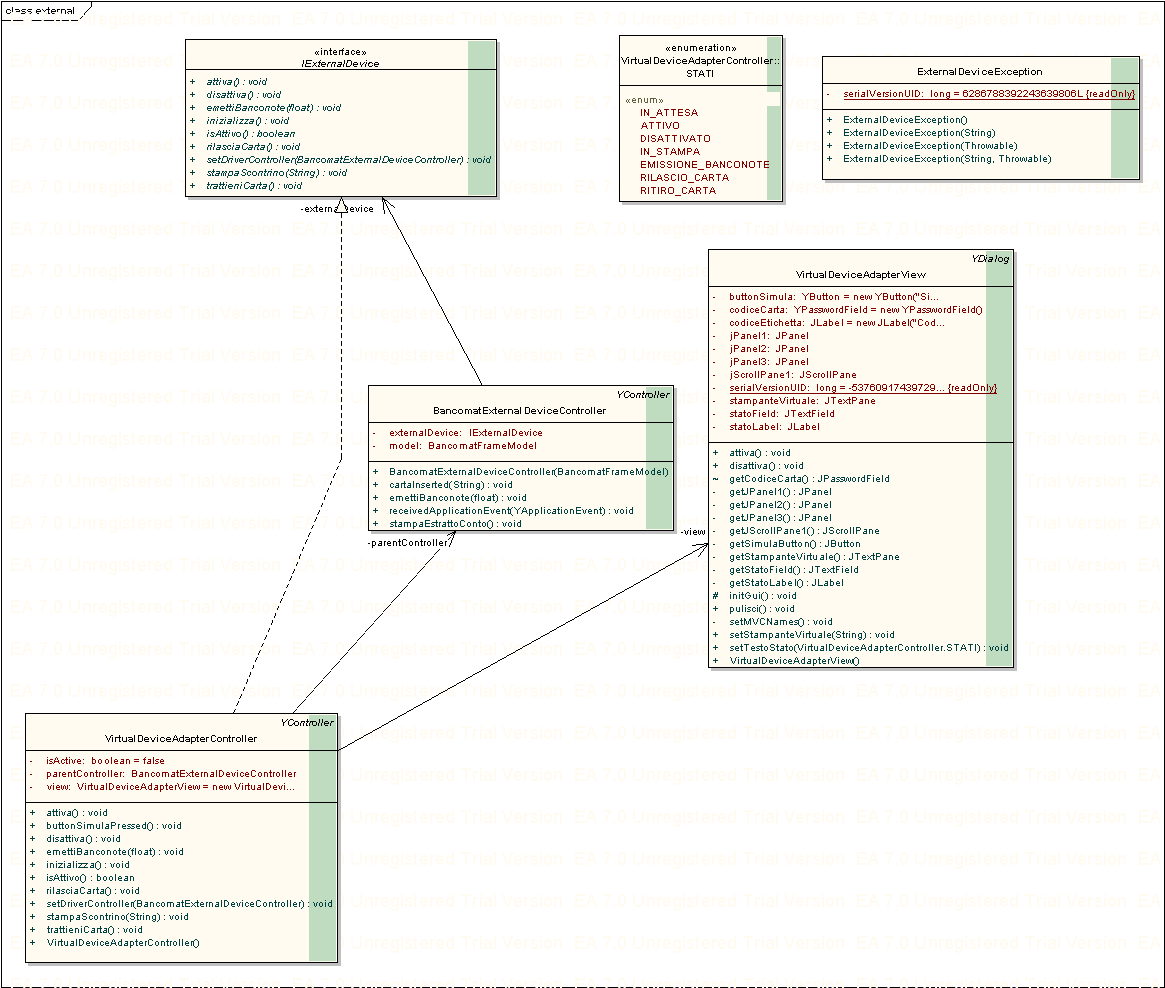 class external
«interface»
IExternalDevice
+ attiva() : void
+ disattiva() : void
+ emettiBanconote(float) : void
+ inizializza() : void
+ isAttivo() : boolean
+ rilasciaCarta() : void
+ setDriverController(BancomatExternalDeviceController) : void
+ stampaScontrino(String) : void
+ trattieniCarta() : void
«enumeration»
VirtualDeviceAdapterController::
STATI
«enum»
IN_ATTESA
ATTIVO
DISATTIVATO
IN_STAMPA
EMISSIONE_BANCONOTE
RILASCIO_CARTA
RITIRO_CARTA
ExternalDeviceException
- serialVersionUID: long = 6286788392243639806L {readOnly}
+ ExternalDeviceException()
+ ExternalDeviceException(String)
+ ExternalDeviceException(Throwable)
+ ExternalDeviceException(String, Throwable)
-externalDevice
YDialog
VirtualDeviceAdapterView
- buttonSimula: YButton = new YButton("Si...
- codiceCarta: YPasswordField = new YPasswordField()
- codiceEtichetta: JLabel = new JLabel("Cod...
- jPanel1: JPanel
- jPanel2: JPanel
- jPanel3: JPanel
- jScrollPane1: JScrollPane
- serialVersionUID: long = -53760917439729... {readOnly}
- stampanteVirtuale: JTextPane
- statoField: JTextField
- statoLabel: JLabel
+ attiva() : void
+ disattiva() : void
~ getCodiceCarta() : JPasswordField
- getJPanel1() : JPanel
- getJPanel2() : JPanel
- getJPanel3() : JPanel
- getJScrollPane1() : JScrollPane
- getSimulaButton() : JButton
- getStampanteVirtuale() : JTextPane
- getStatoField() : JTextField
- getStatoLabel() : JLabel
# initGui() : void
+ pulisci() : void
- setMVCNames() : void
+ setStampanteVirtuale(String) : void
+ setTestoStato(VirtualDeviceAdapterController.STATI) : void
+ VirtualDeviceAdapterView()
YController
BancomatExternalDeviceController
- externalDevice: IExternalDevice
- model: BancomatFrameModel
+ BancomatExternalDeviceController(BancomatFrameModel)
+ cartaInserted(String) : void
+ emettiBanconote(float) : void
+ receivedApplicationEvent(YApplicationEvent) : void
+ stampaEstrattoConto() : void
-parentController
-view
YController
VirtualDeviceAdapterController
- isActive: boolean = false
- parentController: BancomatExternalDeviceController
- view: VirtualDeviceAdapterView = new VirtualDevi...
+ attiva() : void
+ buttonSimulaPressed() : void
+ disattiva() : void
+ emettiBanconote(float) : void
+ inizializza() : void
+ isAttivo() : boolean
+ rilasciaCarta() : void
+ setDriverController(BancomatExternalDeviceController) : void
+ stampaScontrino(String) : void
+ trattieniCarta() : void
+ VirtualDeviceAdapterController()